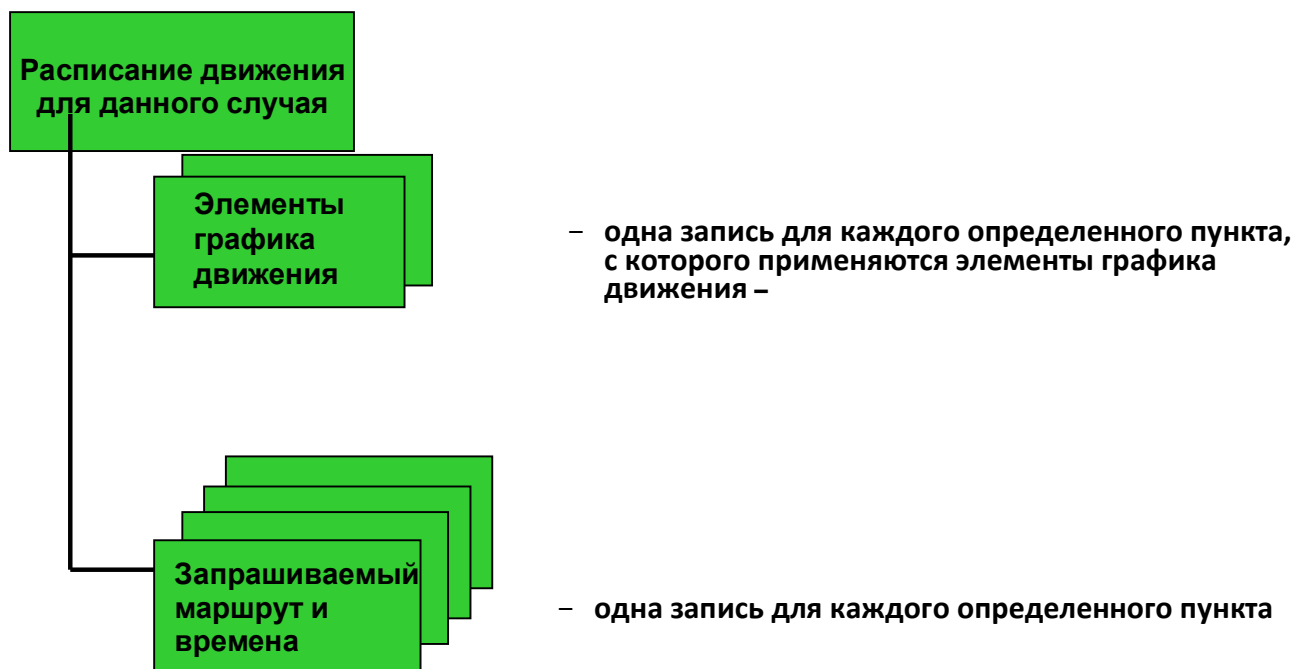 Расписание движения
для данного случая
Элементы
графика
движения
– одна запись для каждого определенного пункта,
с которого применяются элементы графика
движения –
Запрашиваемый
маршрут и
времена
– одна запись для каждого определенного пункта